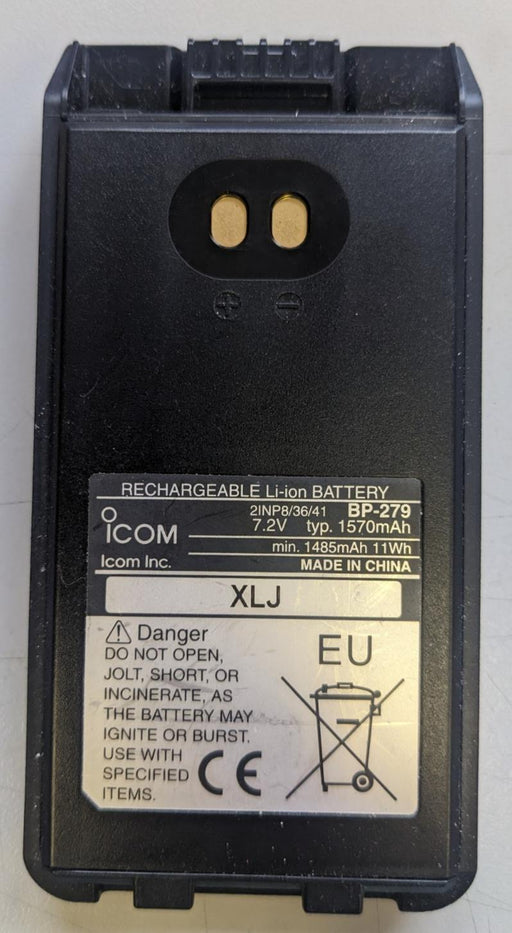 RECHARGEABLE Li-ion BATTERY
ICOM
Icom Inc.
2INP8/36/41 BP-279
7.2V typ. 1570mAh
min. 1485mAh 11Wh
MADE IN CHINA
XLJ
Danger
DO NOT OPEN,
JOLT, SHORT, OR
INCINERATE, AS
THE BATTERY MAY
IGNITE OR BURST.
USE WITH
SPECIFIED
ITEMS.
CE
EU